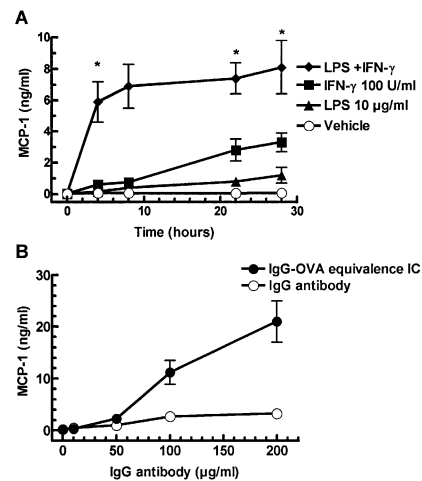 A
10
8
6
4
2
0
MCP-1 (ng/ml)
*
*
*
LPS +IFN-γ
IFN-γ 100 U/ml
LPS 10 µg/ml
Vehicle
0
10
20
30
Time (hours)
B
30
20
10
0
MCP-1 (ng/ml)
IgG-OVA equivalence IC
IgG antibody
0
50
100
150
200
IgG antibody (µg/ml)